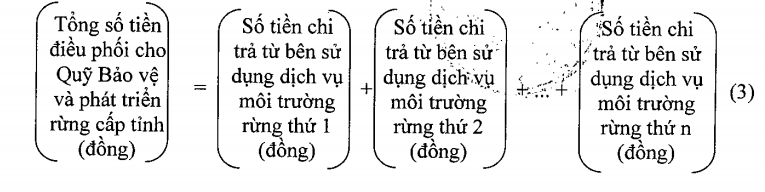 Tổng số tiền
điều phối cho
Quỹ Bảo vệ
và phát triển
rừng cấp tỉnh
(đồng)
=
Số tiền chi
trả từ bên sử
dụng dịch vụ
môi trường
rừng thứ 1
(đồng)
+
Số tiền chi
trả từ bên sử
dụng dịch vụ
môi trường
rừng thứ 2
(đồng)
+ ... +
Số tiền chi
trả từ bên sử
dụng dịch vụ
môi trường
rừng thứ n
(đồng)
(3)